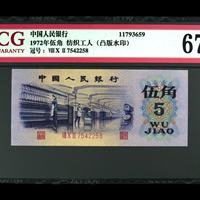 CG
RANTY
中国人民银行 11793659
1972年伍角 纺织工人（凸版水印）
冠号：Ⅷ Ⅹ Ⅱ 7542258
67
中国人民银行
伍角
5
WU
JIAO
Ⅷ Ⅹ Ⅱ 7542258